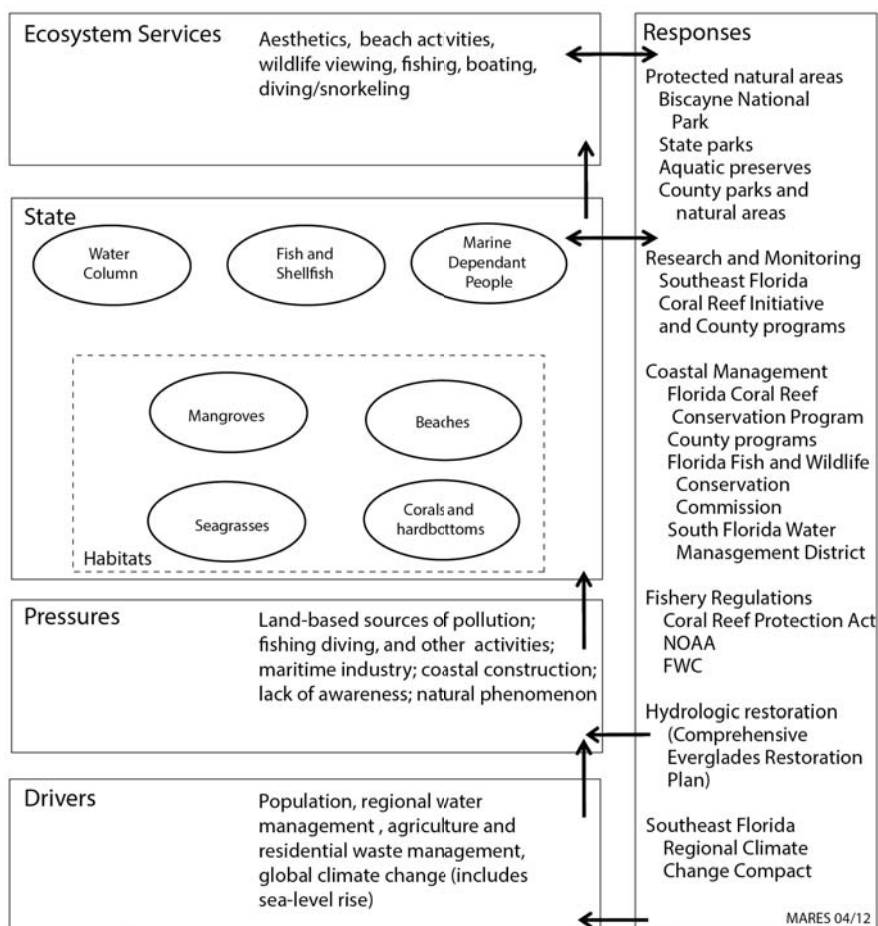 Ecosystem Services
Aesthetics, beach activities,
wildlife viewing, fishing, boating,
diving/snorkeling
State
Water
Column
Fish and
Shellfish
Marine
Dependant
People
Mangroves
Beaches
Seagrasses
Corals and
hardbottoms
Habitats
Pressures
Land-based sources of pollution;
fishing diving, and other activities;
maritime industry; coastal construction;
lack of awareness; natural phenomenon
Drivers
Population, regional water
management , agriculture and
residential waste management,
global climate change (includes
sea-level rise)
Responses
Protected natural areas
Biscayne National
Park
State parks
Aquatic preserves
County parks and
natural areas
Research and Monitoring
Southeast Florida
Coral Reef Initiative
and County programs
Coastal Management
Florida Coral Reef
Conservation Program
County programs
Florida Fish and Wildlife
Conservation
Commission
South Florida Water
Manasgement District
Fishery Regulations
Coral Reef Protection Act
NOAA
FWC
Hydrologic restoration
(Comprehensive
Everglades Restoration
Plan)
Southeast Florida
Regional Climate
Change Compact
MARES 04/12